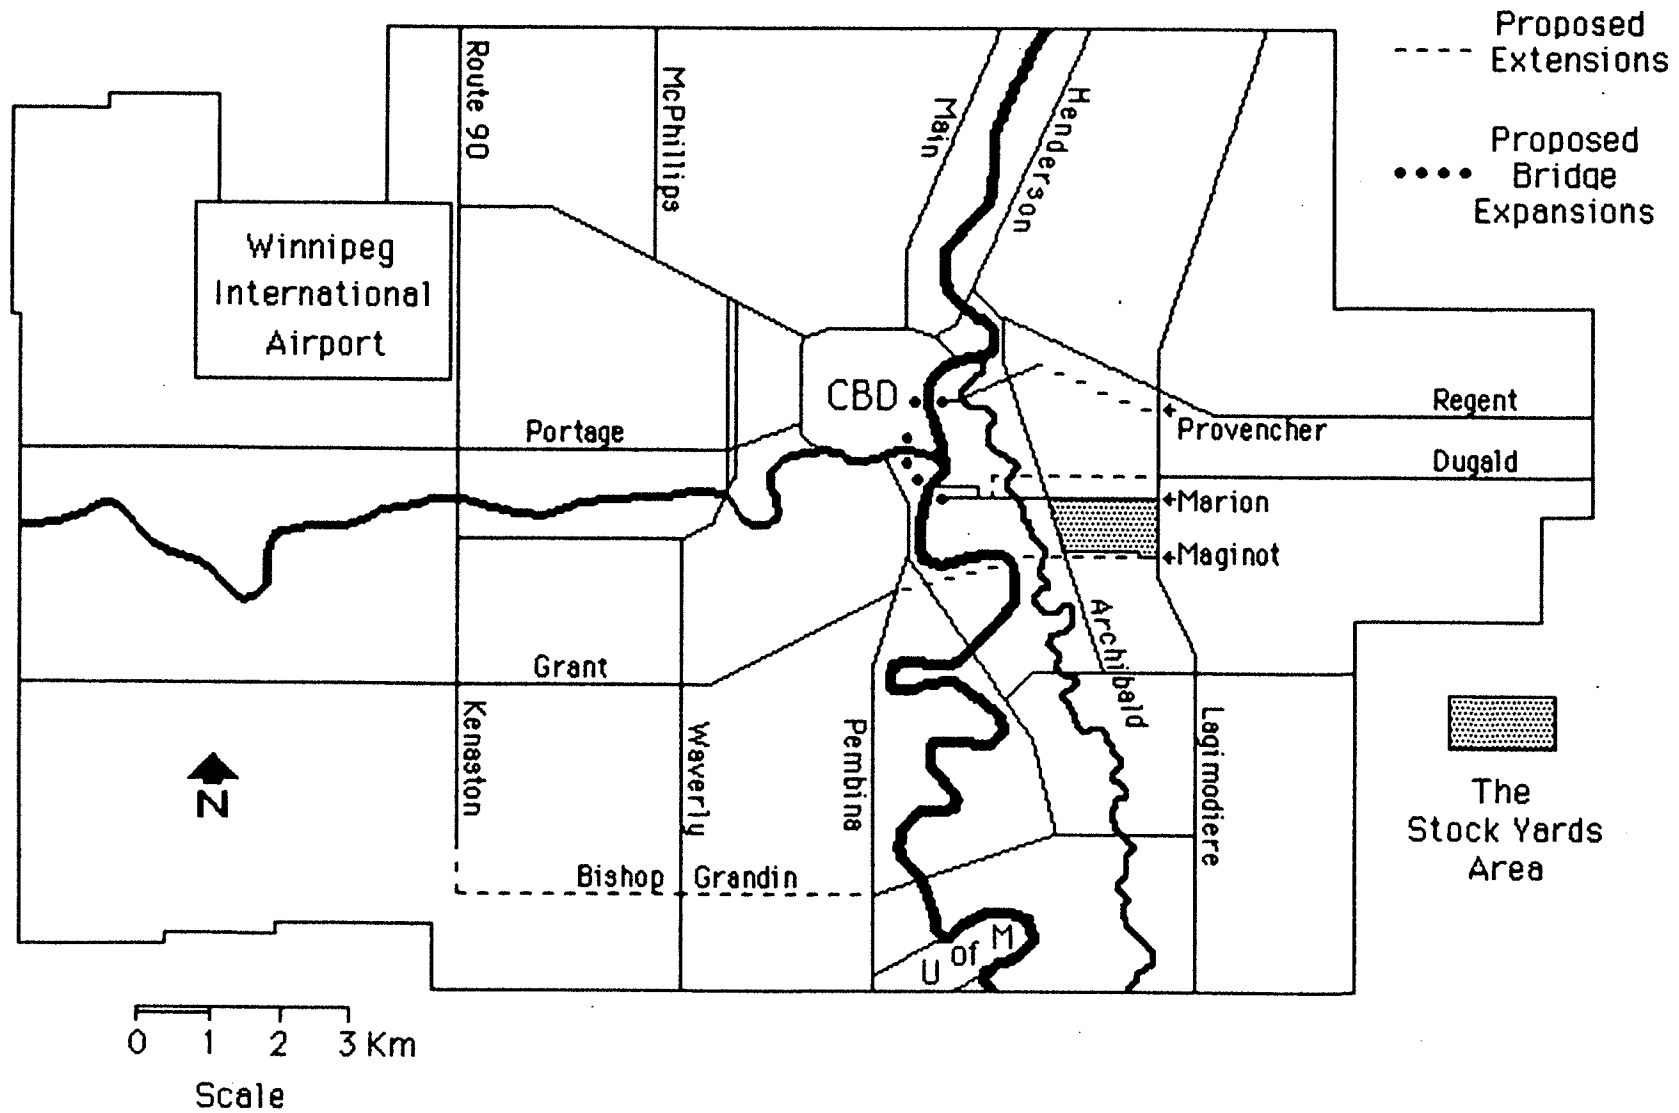 Proposed
Extensions
Proposed
Bridge
Expansions
Route 90
McPhillips
Main
Henderson
Winnipeg
International
Airport
CBD
Portage
Regent
Provencher
Dugald
Marion
Maginot
Archibald
Grant
Kenaston
Waverly
Pembina
Lagimodiere
N
The
Stock Yards
Area
Bishop Grandin
U of M
0 1 2 3 Km
Scale